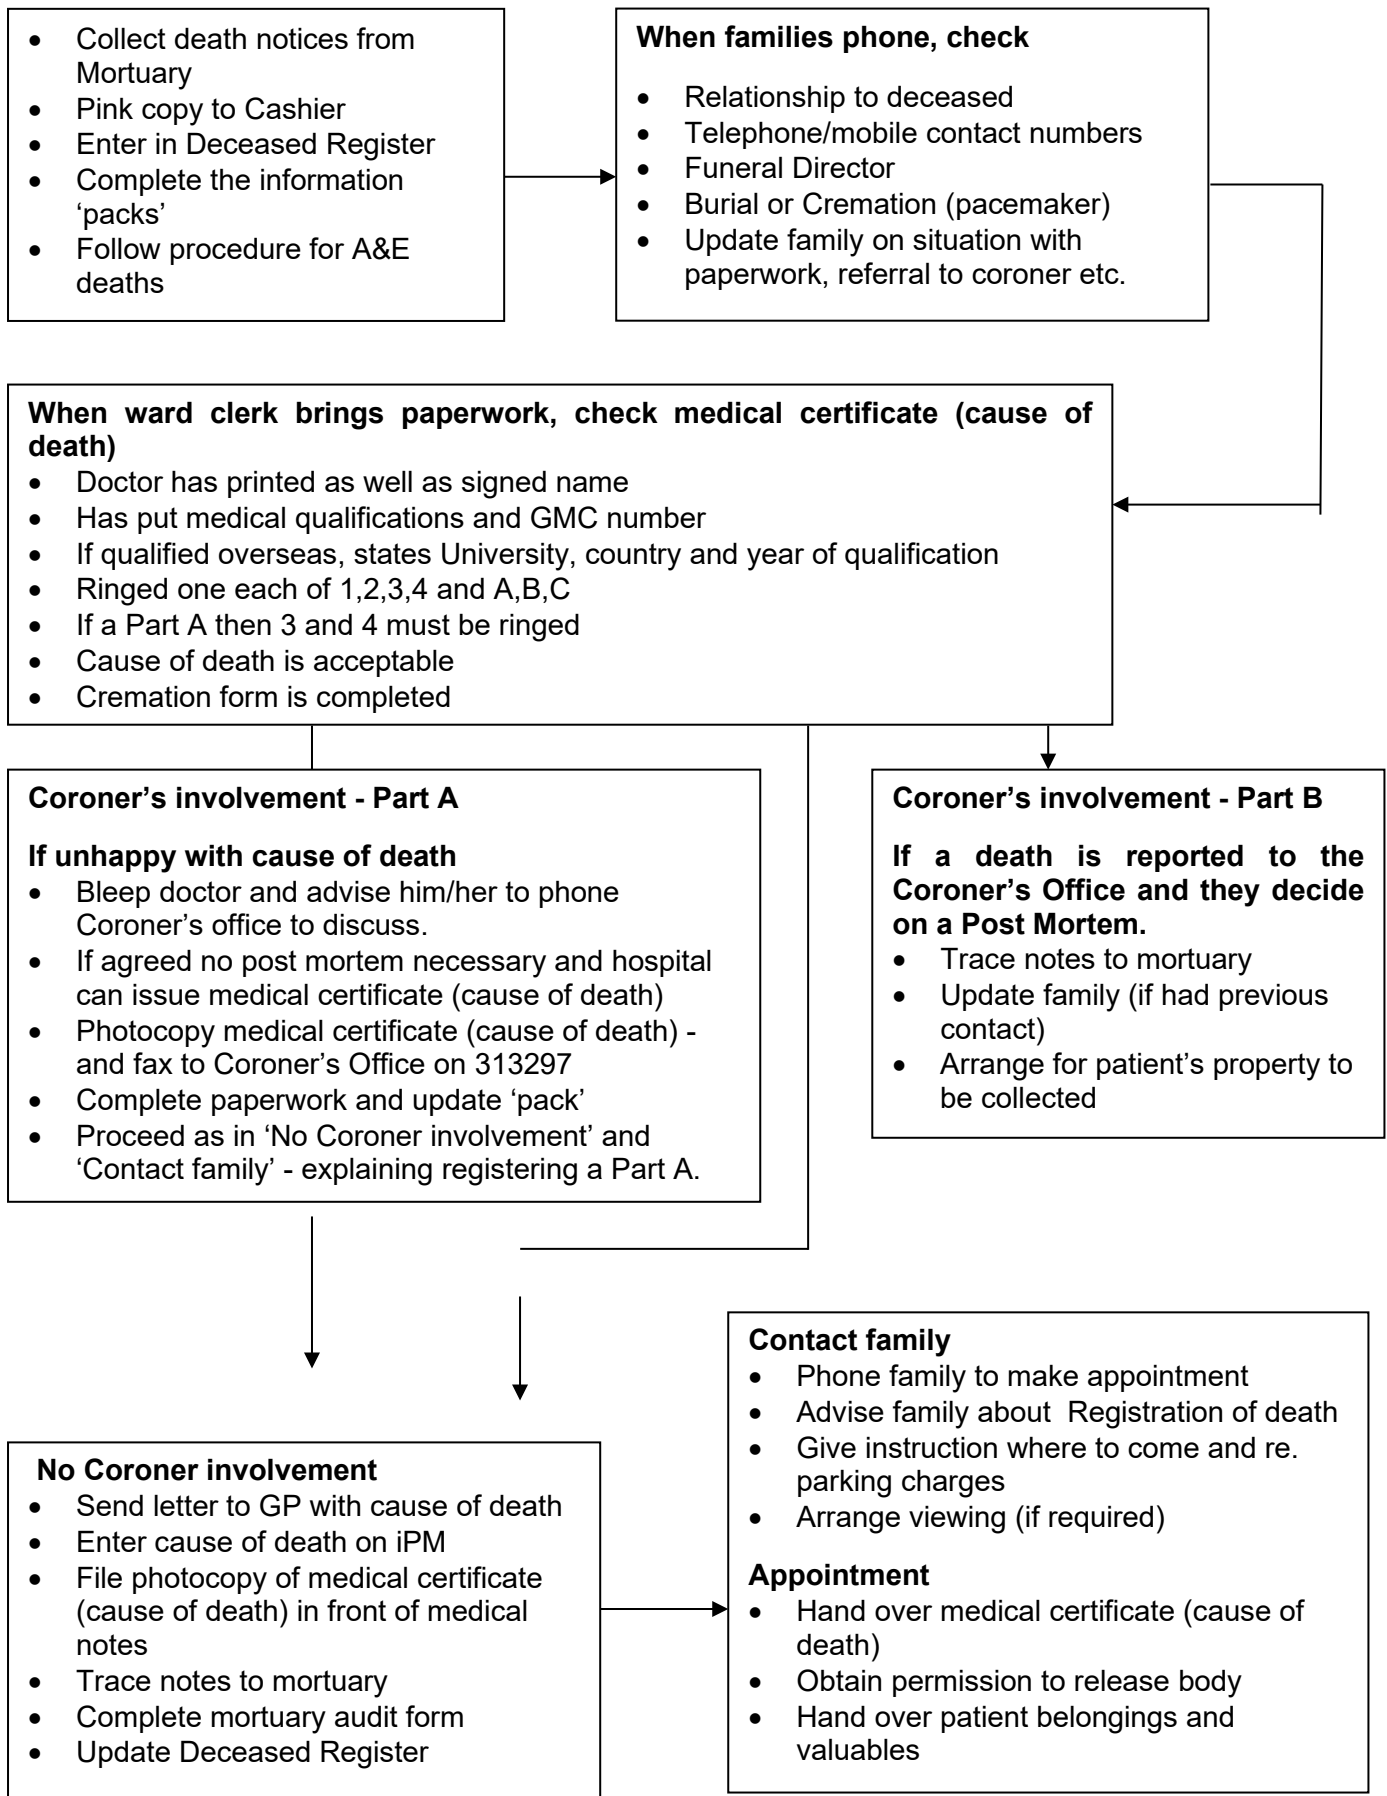 • Collect death notices from
Mortuary
• Pink copy to Cashier
• Enter in Deceased Register
• Complete the information
‘packs’
• Follow procedure for A&E
deaths
When families phone, check
• Relationship to deceased
• Telephone/mobile contact numbers
• Funeral Director
• Burial or Cremation (pacemaker)
• Update family on situation with
paperwork, referral to coroner etc.
When ward clerk brings paperwork, check medical certificate (cause of
death)
• Doctor has printed as well as signed name
• Has put medical qualifications and GMC number
• If qualified overseas, states University, country and year of qualification
• Ringed one each of 1,2,3,4 and A,B,C
• If a Part A then 3 and 4 must be ringed
• Cause of death is acceptable
• Cremation form is completed
Coroner’s involvement - Part A
If unhappy with cause of death
• Bleep doctor and advise him/her to phone
Coroner’s office to discuss.
• If agreed no post mortem necessary and hospital
can issue medical certificate (cause of death)
• Photocopy medical certificate (cause of death) -
and fax to Coroner’s Office on 313297
• Complete paperwork and update ‘pack’
• Proceed as in ‘No Coroner involvement’ and
‘Contact family’ - explaining registering a Part A.
Coroner’s involvement - Part B
If a death is reported to the
Coroner’s Office and they decide
on a Post Mortem.
• Trace notes to mortuary
• Update family (if had previous
contact)
• Arrange for patient’s property to
be collected
No Coroner involvement
• Send letter to GP with cause of death
• Enter cause of death on iPM
• File photocopy of medical certificate
(cause of death) in front of medical
notes
• Trace notes to mortuary
• Complete mortuary audit form
• Update Deceased Register
Contact family
• Phone family to make appointment
• Advise family about Registration of death
• Give instruction where to come and re.
parking charges
• Arrange viewing (if required)
Appointment
• Hand over medical certificate (cause of
death)
• Obtain permission to release body
• Hand over patient belongings and
valuables